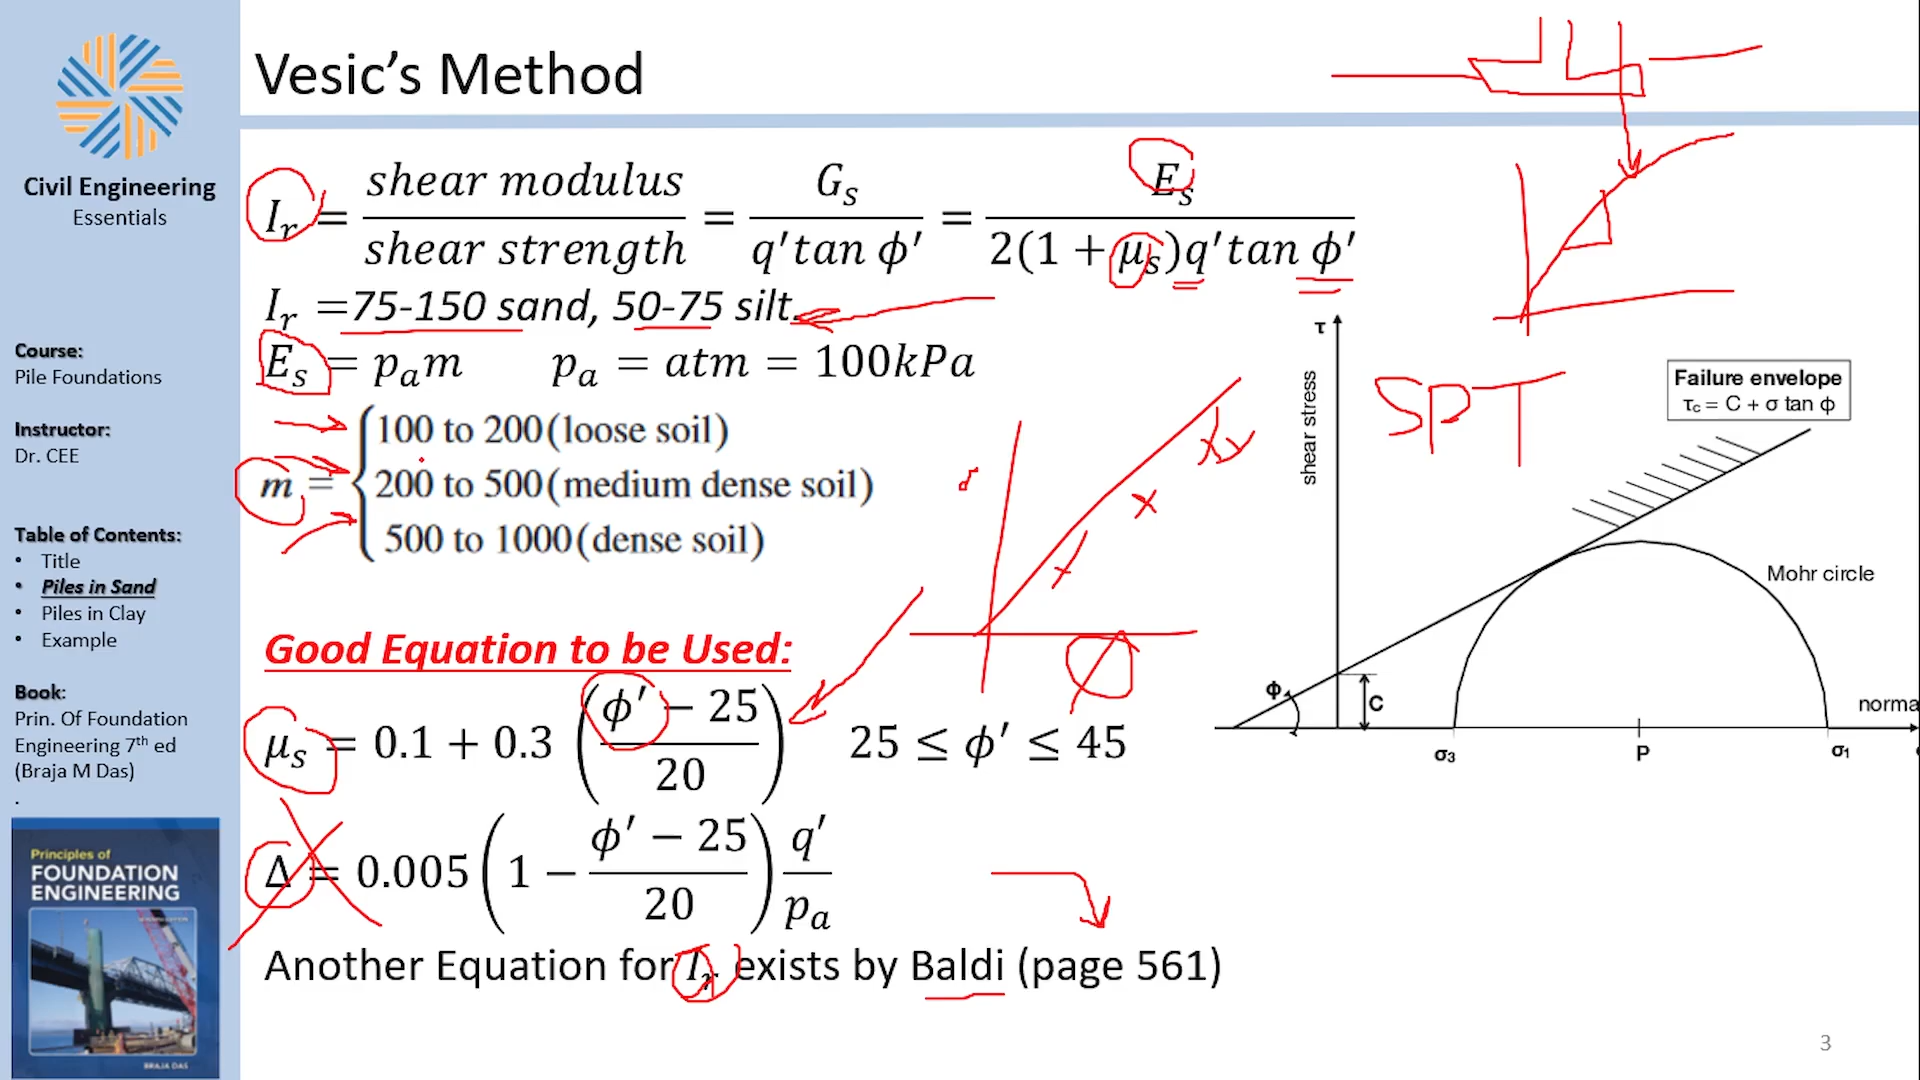 Vesic's Method
Civil Engineering
Essentials
Course:
Pile Foundations
Instructor:
Dr. CEE
Table of Contents:
• Title
• Piles in Sand
• Piles in Clay
• Example
Book:
Prin. Of Foundation
Engineering 7th ed
(Braja M Das)
.
Principles of
FOUNDATION
ENGINEERING
BRAJA DAS
I_r = shear modulus / shear strength = G_s / q′tan ϕ′ = E_s / 2(1 + μ_s)q′tan ϕ′
I_r =75-150 sand, 50-75 silt.
E_s = p_a m p_a = atm = 100kPa
m = { 100 to 200(loose soil)
200 to 500(medium dense soil)
500 to 1000(dense soil)
Good Equation to be Used:
μ_s = 0.1 + 0.3 (ϕ′ − 25 / 20) 25 ≤ ϕ′ ≤ 45
Δ = 0.005 (1 − ϕ′ − 25 / 20) q′ / p_a
Another Equation for I_r exists by Baldi (page 561)
SPT
τ
shear stress
Failure envelope
τc = C + σ tan ϕ
Mohr circle
Φ
C
norma
σ3
P
σ1
3